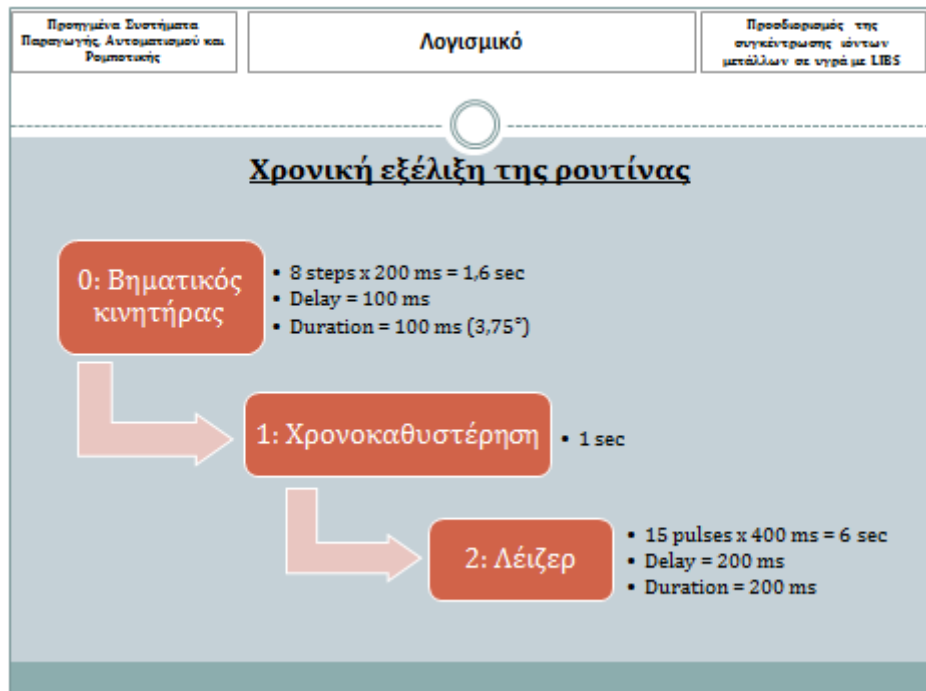 Προηγμένα Συστήματα
Παραγωγής, Αυτοματισμού και
Ρομποτικής
Λογισμικό
Προσδιορισμός της
συγκέντρωσης ιόντων
μετάλλων σε υγρά με LIBS
Χρονική εξέλιξη της ρουτίνας
0: Βηματικός
κινητήρας
• 8 steps x 200 ms = 1,6 sec
• Delay = 100 ms
• Duration = 100 ms (3,75°)
1: Χρονοκαθυστέρηση
• 1 sec
2: Λέιζερ
• 15 pulses x 400 ms = 6 sec
• Delay = 200 ms
• Duration = 200 ms